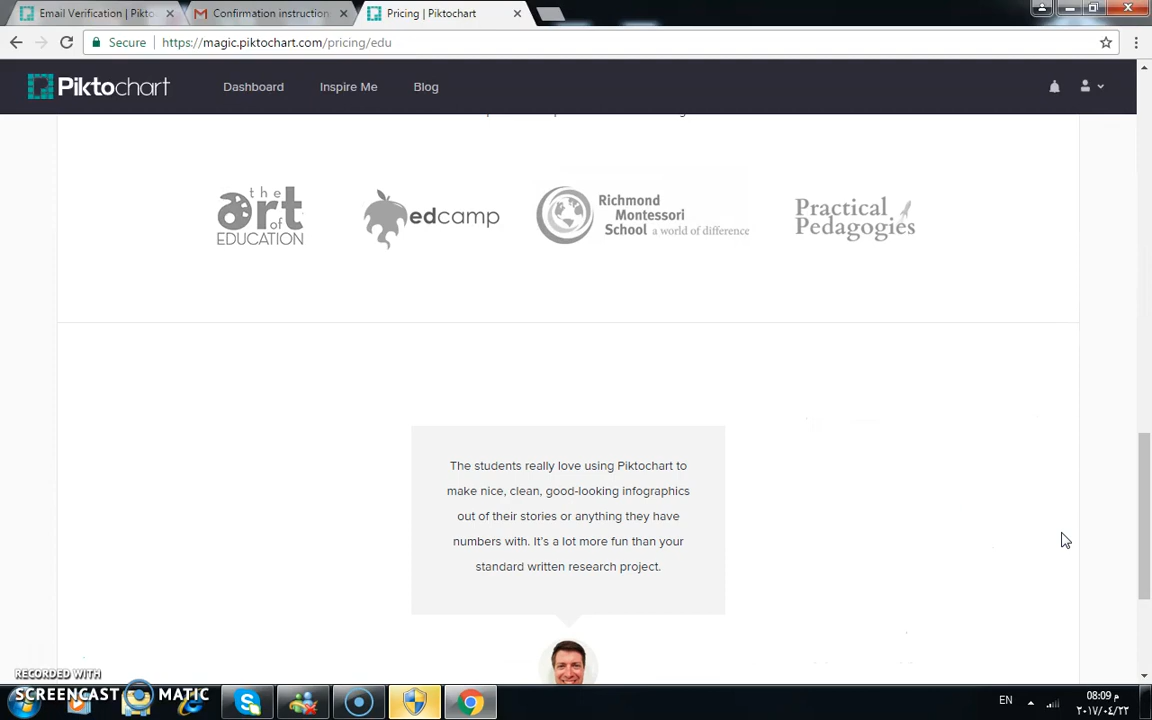 Email Verification | Pikto
Confirmation instruction
Pricing | Piktochart
Secure
https://magic.piktochart.com/pricing/edu
Piktochart
Dashboard
Inspire Me
Blog
the art of EDUCATION
edcamp
Richmond
Montessori
School a world of difference
Practical
Pedagogies
The students really love using Piktochart to
make nice, clean, good-looking infographics
out of their stories or anything they have
numbers with. It's a lot more fun than your
standard written research project.
RECORDED WITH
SCREENCAST MATIC
EN
08:09 م
٢٠١٧/٠٤/٢٢